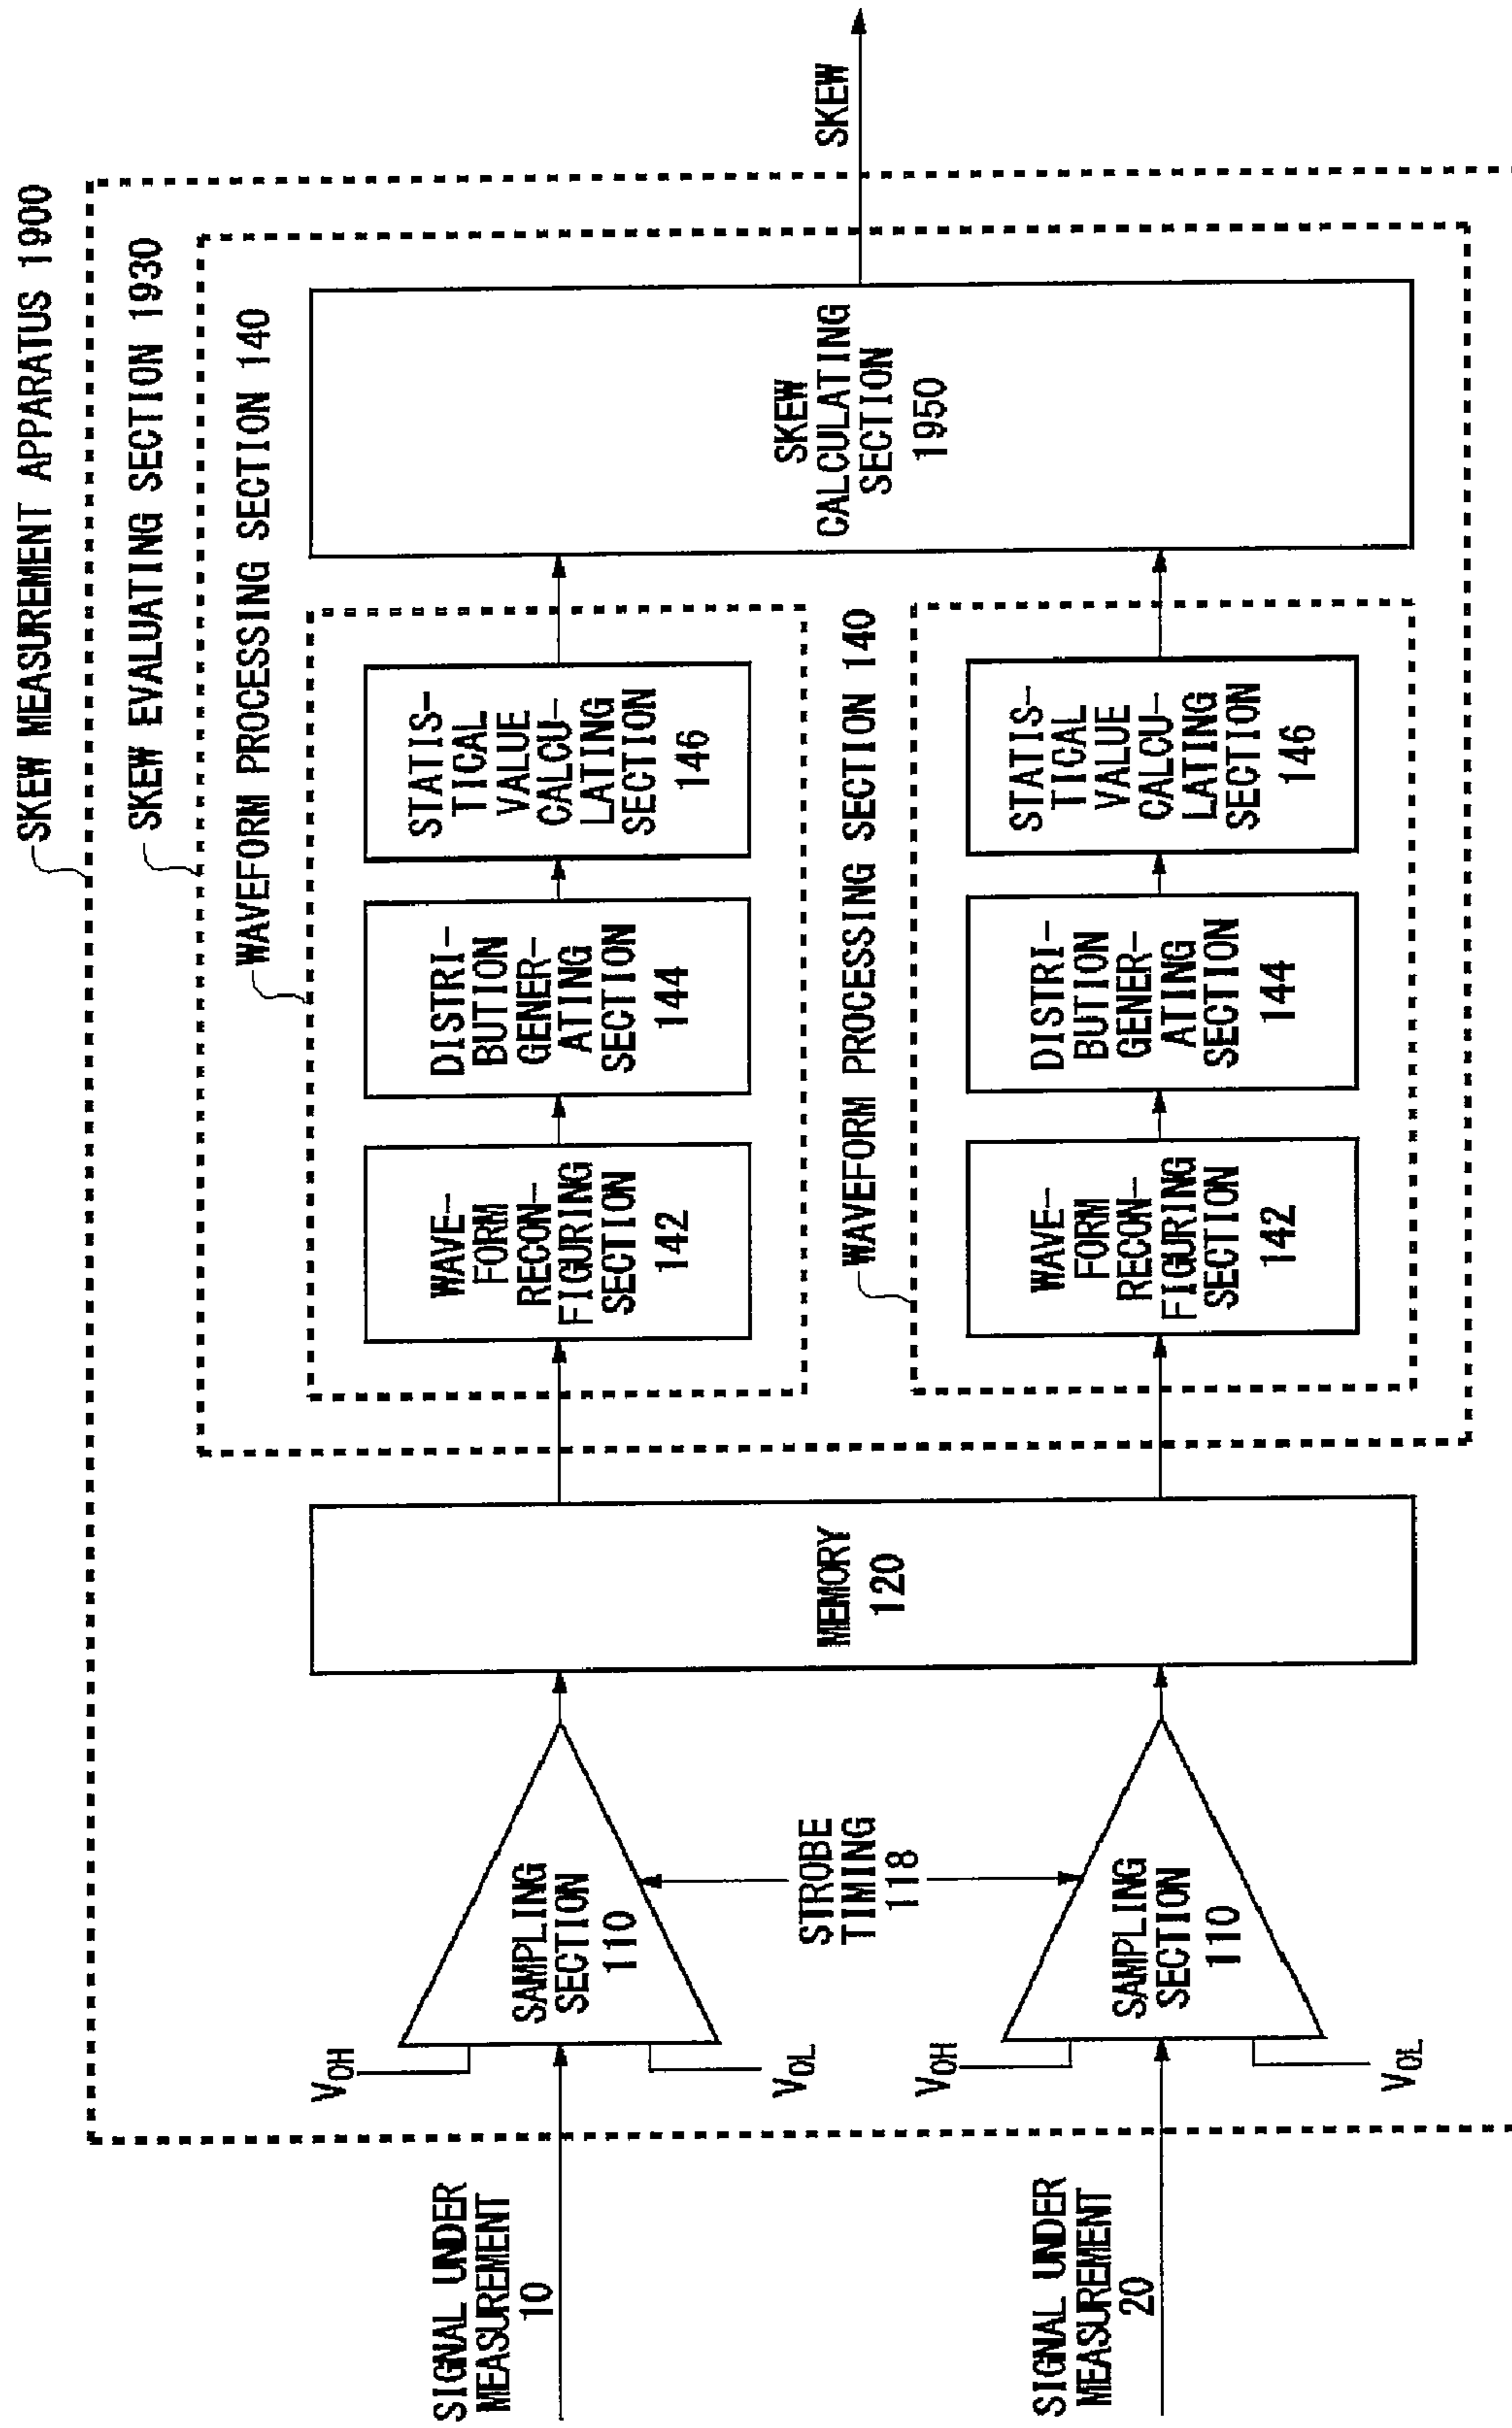 SKEW MEASUREMENT APPARATUS 1900
SKEW EVALUATING SECTION 1930
WAVEFORM PROCESSING SECTION 140
SIGNAL UNDER
MEASUREMENT
10
VOH
VOL
SAMPLING
SECTION
110
STROBE
TIMING
118
MEMORY
120
WAVE-
FORM
RECON-
FIGURING
SECTION
142
DISTRI-
BUTION
GENER-
ATING
SECTION
144
STATIS-
TICAL
VALUE
CALCU-
LATING
SECTION
146
SKEW
CALCULATING
SECTION
1950
SKEW
WAVEFORM PROCESSING SECTION 140
SIGNAL UNDER
MEASUREMENT
20
VOH
VOL
SAMPLING
SECTION
110
WAVE-
FORM
RECON-
FIGURING
SECTION
142
DISTRI-
BUTION
GENER-
ATING
SECTION
144
STATIS-
TICAL
VALUE
CALCU-
LATING
SECTION
146